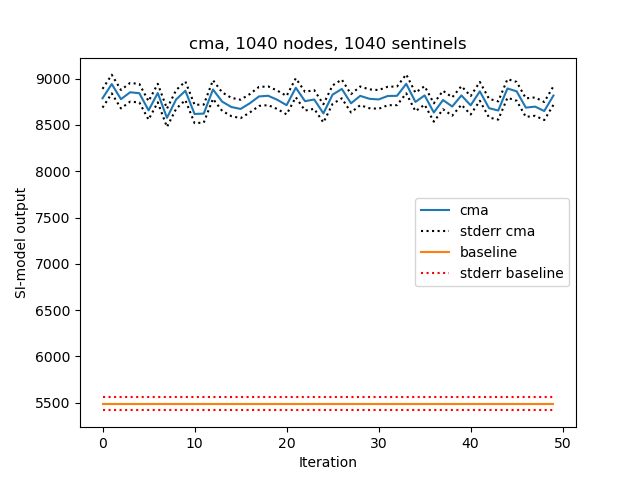 cma, 1040 nodes, 1040 sentinels
SI-model output
9000
8500
8000
7500
7000
6500
6000
5500
cma
stderr cma
baseline
stderr baseline
0
10
20
30
40
50
Iteration